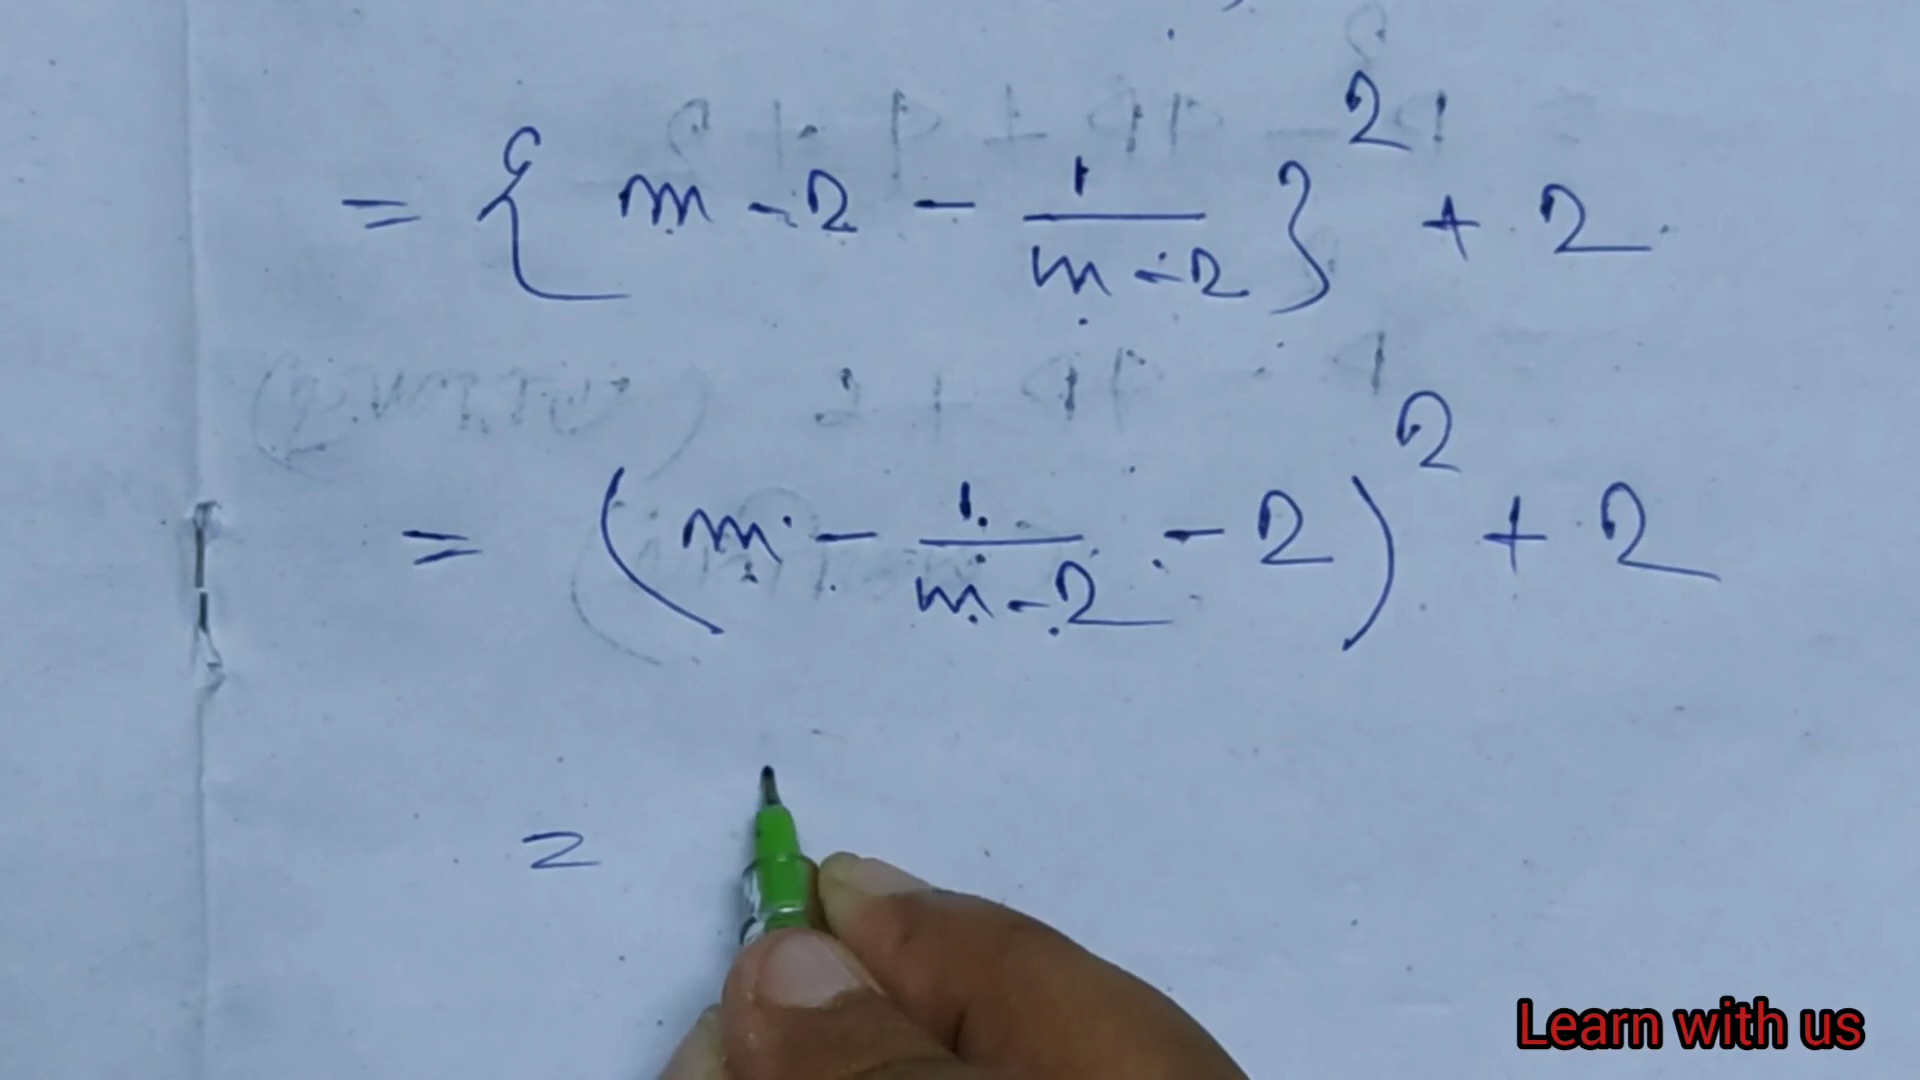 = { m - 2 - 1/(m - 2) }² + 2
= ( m - 1/(m - 2) - 2 )² + 2
=
Learn with us